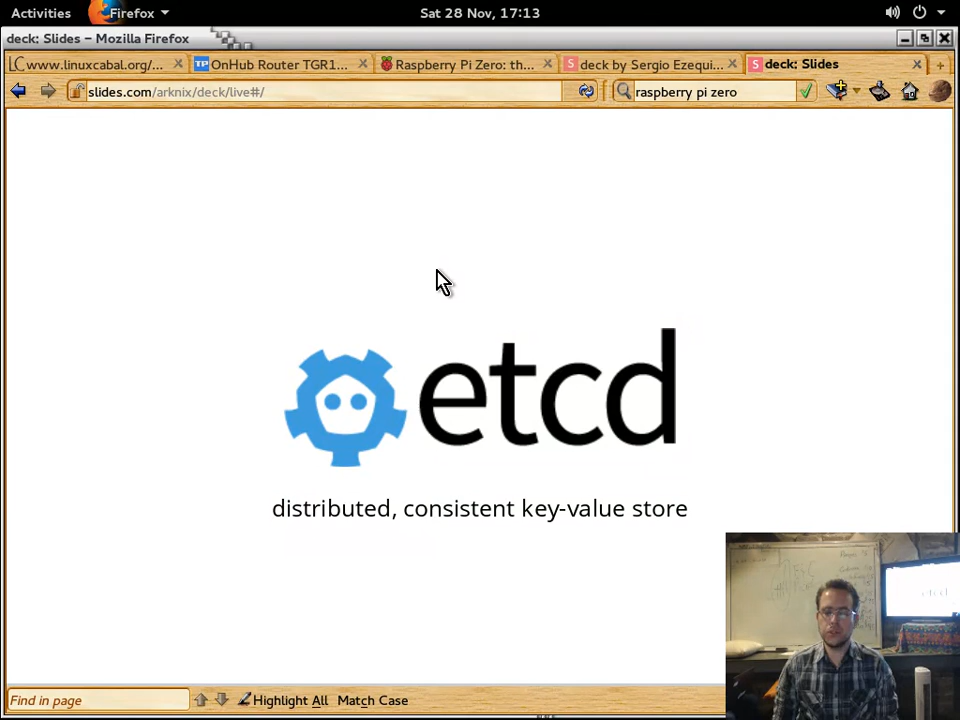 Activities Firefox Sat 28 Nov, 17:13
deck: Slides – Mozilla Firefox
www.linuxcabal.org/... OnHub Router TGR1... Raspberry Pi Zero: th... deck by Sergio Ezequi... deck: Slides
slides.com/arknix/deck/live#/ raspberry pi zero
etcd
distributed, consistent key-value store
etcd
Find in page Highlight All Match Case